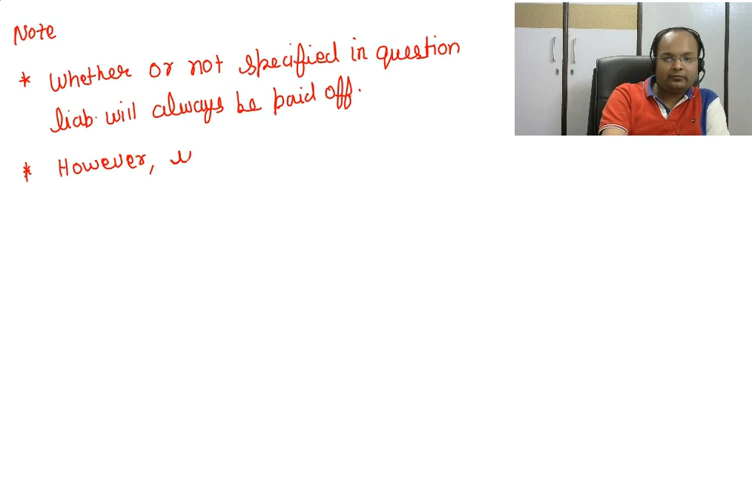 Note
* Whether or not specified in question
liab. will always be paid off.
* However,